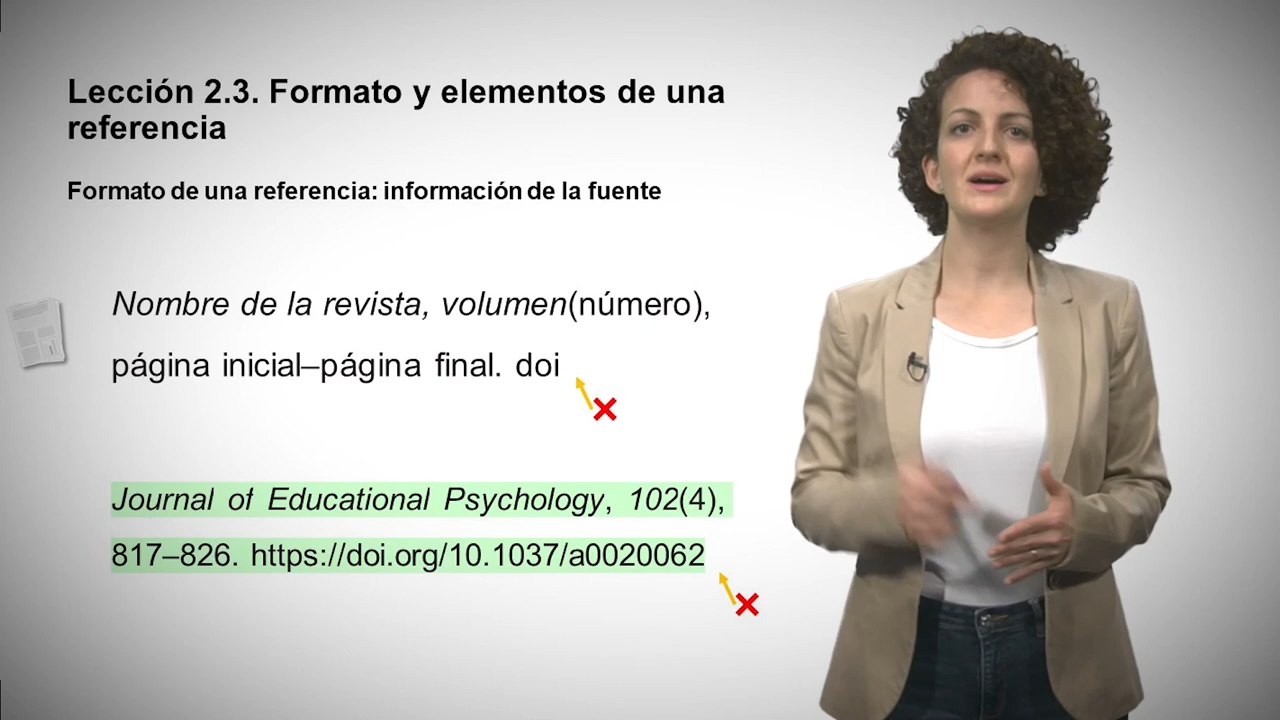 Lección 2.3. Formato y elementos de una
referencia
Formato de una referencia: información de la fuente
Nombre de la revista, volumen(número),
página inicial–página final. doi
Journal of Educational Psychology, 102(4),
817–826. https://doi.org/10.1037/a0020062